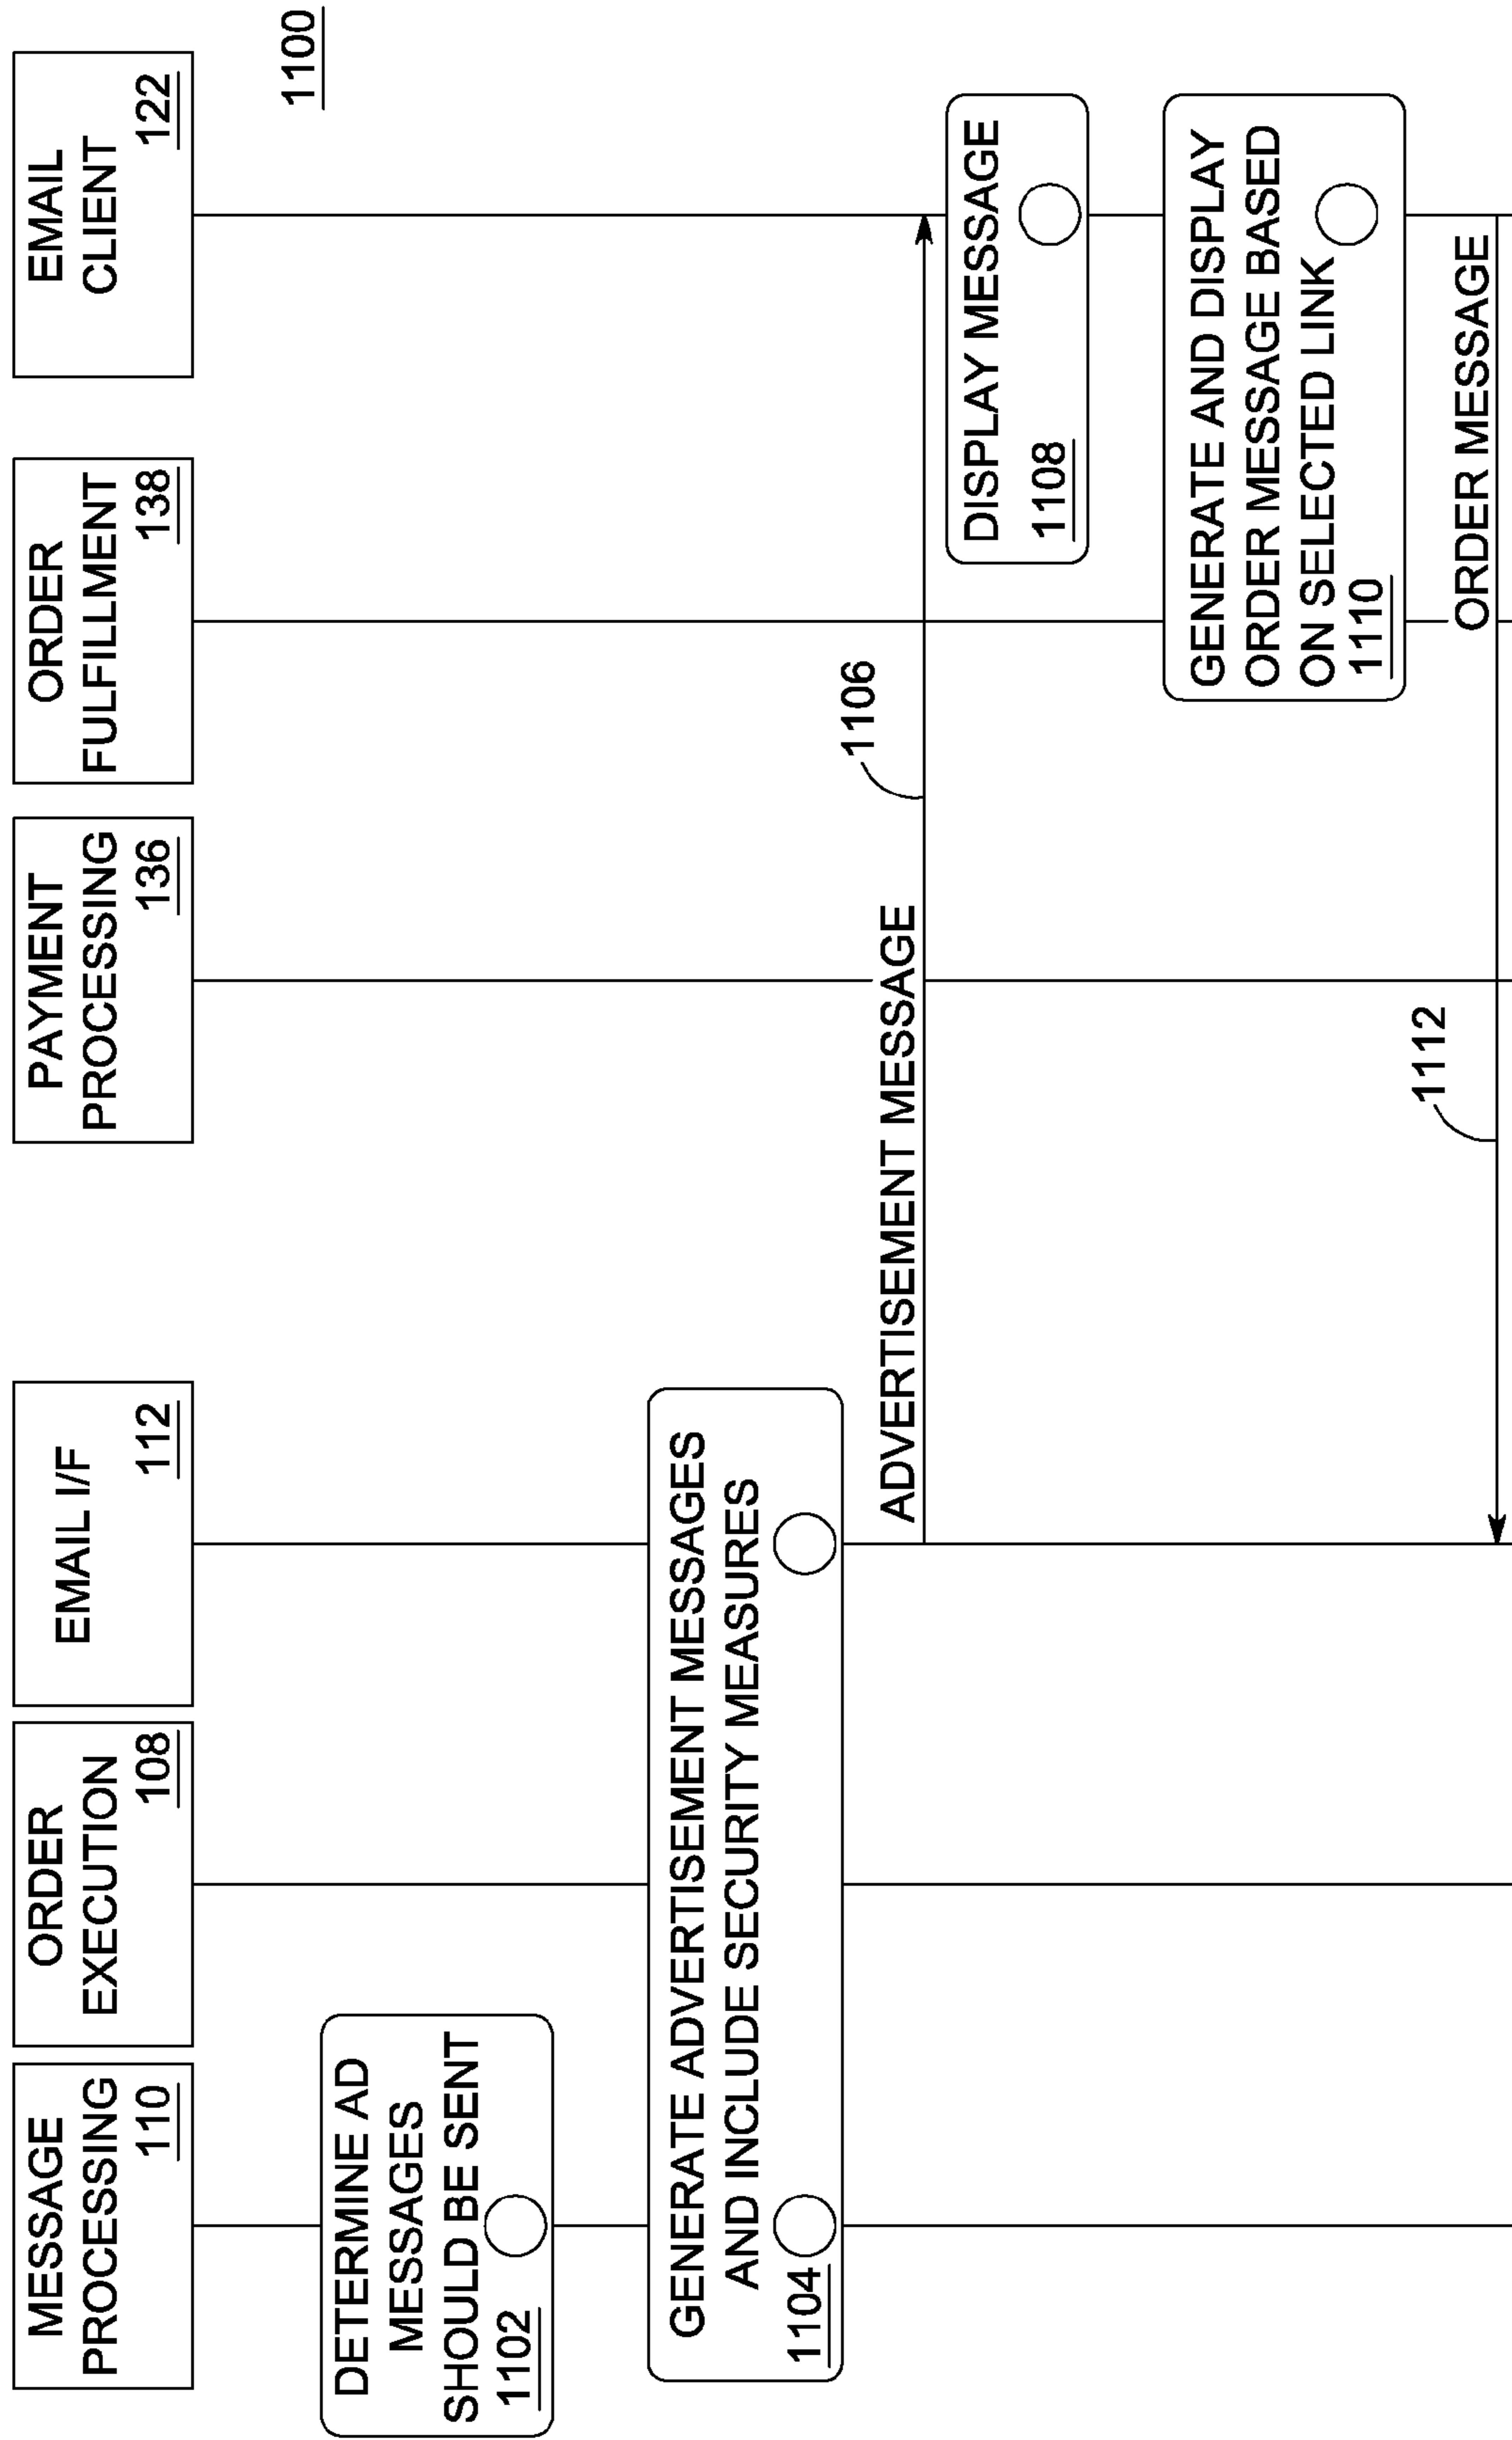 MESSAGE
PROCESSING
110
ORDER
EXECUTION
108
EMAIL I/F
112
PAYMENT
PROCESSING
136
ORDER
FULFILLMENT
138
EMAIL
CLIENT
122
1100
DETERMINE AD
MESSAGES
SHOULD BE SENT
1102
GENERATE ADVERTISEMENT MESSAGES
AND INCLUDE SECURITY MEASURES
1104
1106
ADVERTISEMENT MESSAGE
DISPLAY MESSAGE
1108
GENERATE AND DISPLAY
ORDER MESSAGE BASED
ON SELECTED LINK
1110
1112
ORDER MESSAGE